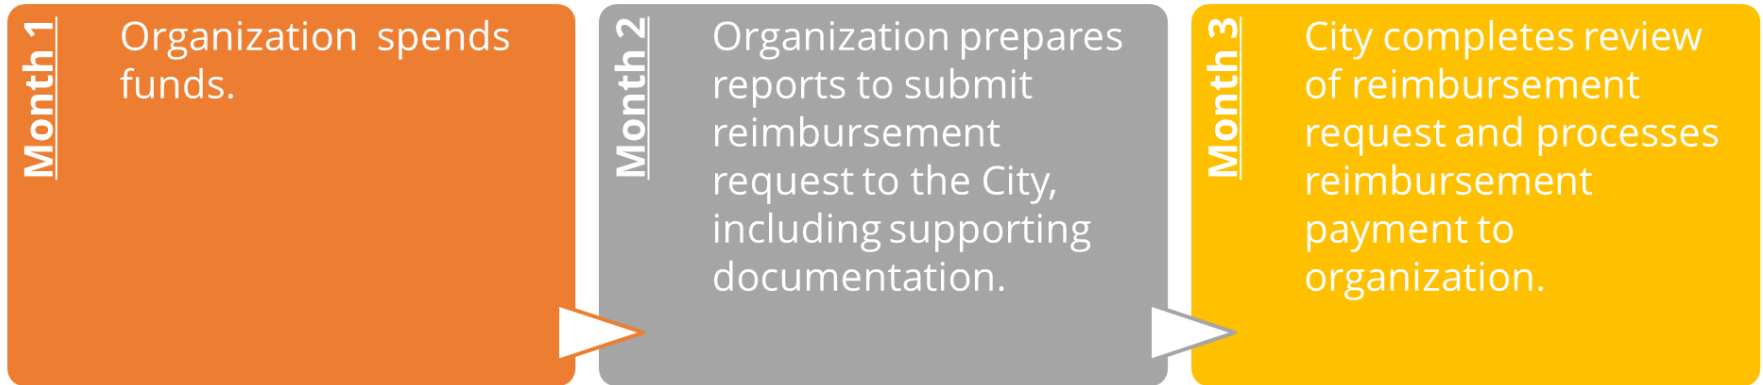 Month 1
Organization spends
funds.
Month 2
Organization prepares
reports to submit
reimbursement
request to the City,
including supporting
documentation.
Month 3
City completes review
of reimbursement
request and processes
reimbursement
payment to
organization.